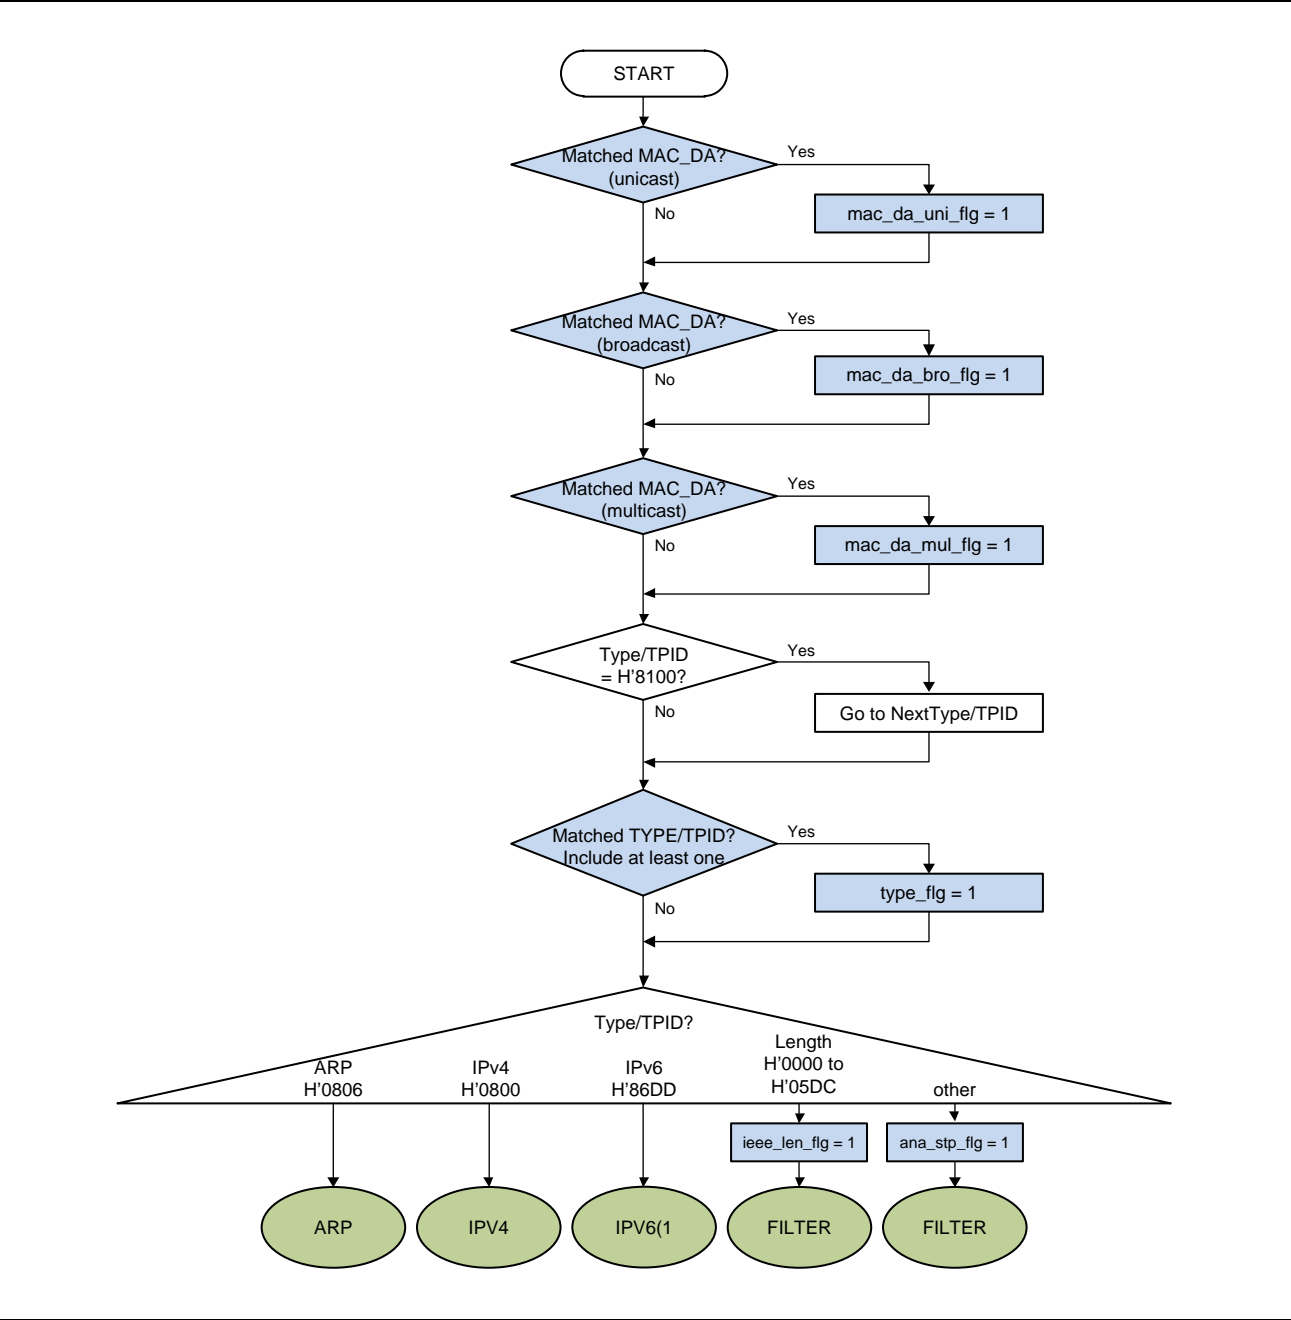 START
Matched MAC_DA?
(unicast)
Yes
No
mac_da_uni_flg = 1
Matched MAC_DA?
(broadcast)
Yes
No
mac_da_bro_flg = 1
Matched MAC_DA?
(multicast)
Yes
No
mac_da_mul_flg = 1
Type/TPID
= H'8100?
Yes
No
Go to NextType/TPID
Matched TYPE/TPID?
Include at least one
Yes
No
type_flg = 1
Type/TPID?
ARP
H'0806
IPv4
H'0800
IPv6
H'86DD
Length
H'0000 to
H'05DC
other
ieee_len_flg = 1
ana_stp_flg = 1
ARP
IPV4
IPV6(1
FILTER
FILTER